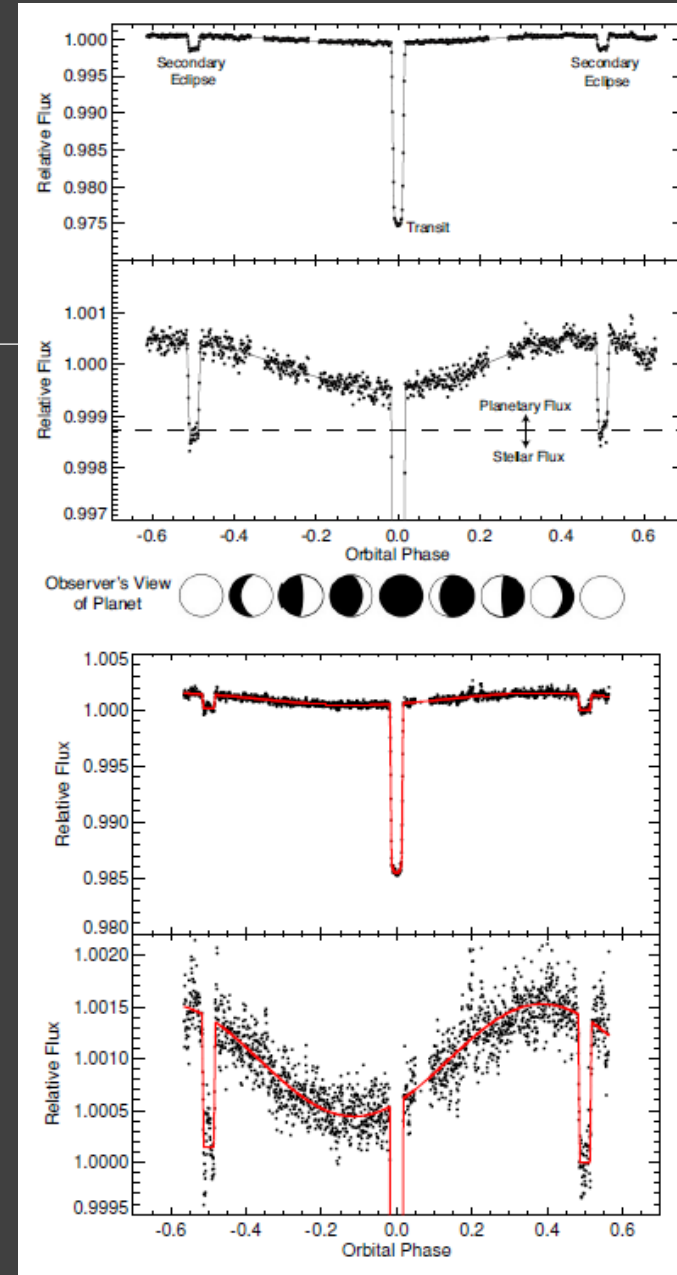 1.000
0.995
0.990
0.985
0.980
0.975
Relative Flux
Secondary
Eclipse
Secondary
Eclipse
Transit
1.001
1.000
0.999
0.998
0.997
Relative Flux
Planetary Flux
Stellar Flux
-0.6 -0.4 -0.2 0.0 0.2 0.4 0.6
Orbital Phase
Observer's View
of Planet
1.005
1.000
0.995
0.990
0.985
0.980
Relative Flux
1.0020
1.0015
1.0010
1.0005
1.0000
0.9995
Relative Flux
-0.6 -0.4 -0.2 0.0 0.2 0.4 0.6
Orbital Phase